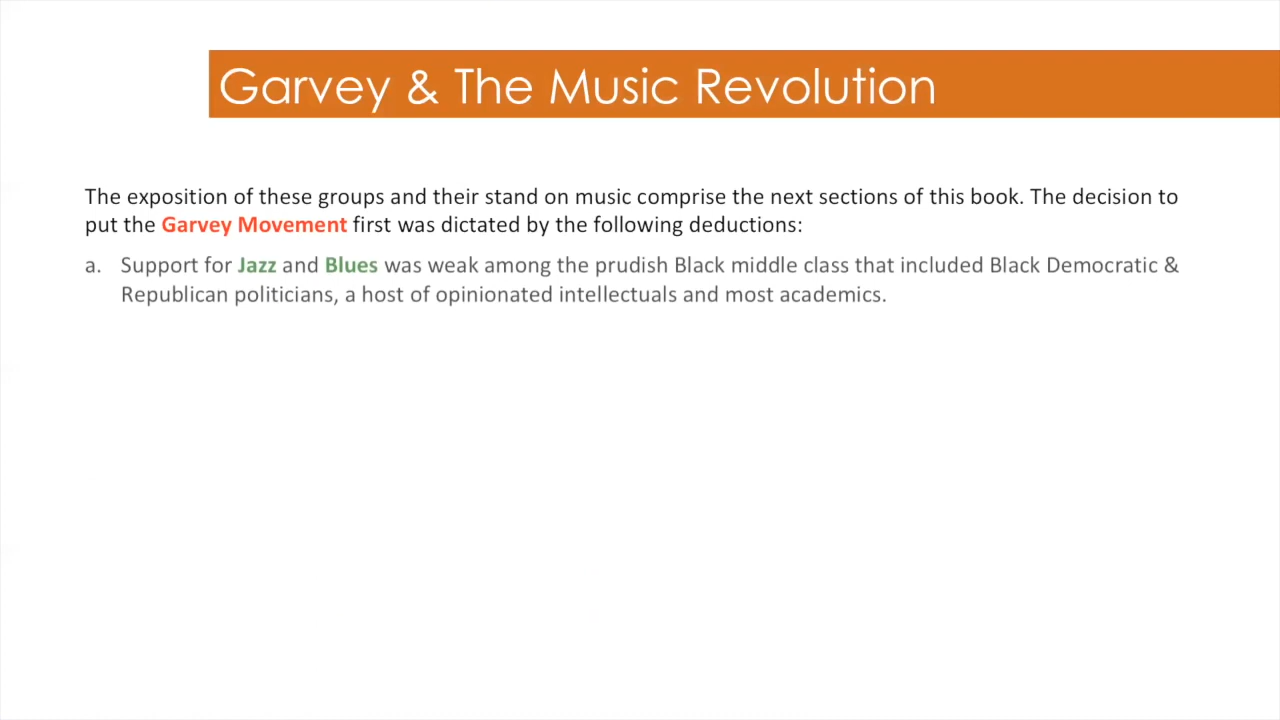 Garvey & The Music Revolution
The exposition of these groups and their stand on music comprise the next sections of this book. The decision to
put the Garvey Movement first was dictated by the following deductions:
a. Support for Jazz and Blues was weak among the prudish Black middle class that included Black Democratic &
Republican politicians, a host of opinionated intellectuals and most academics.